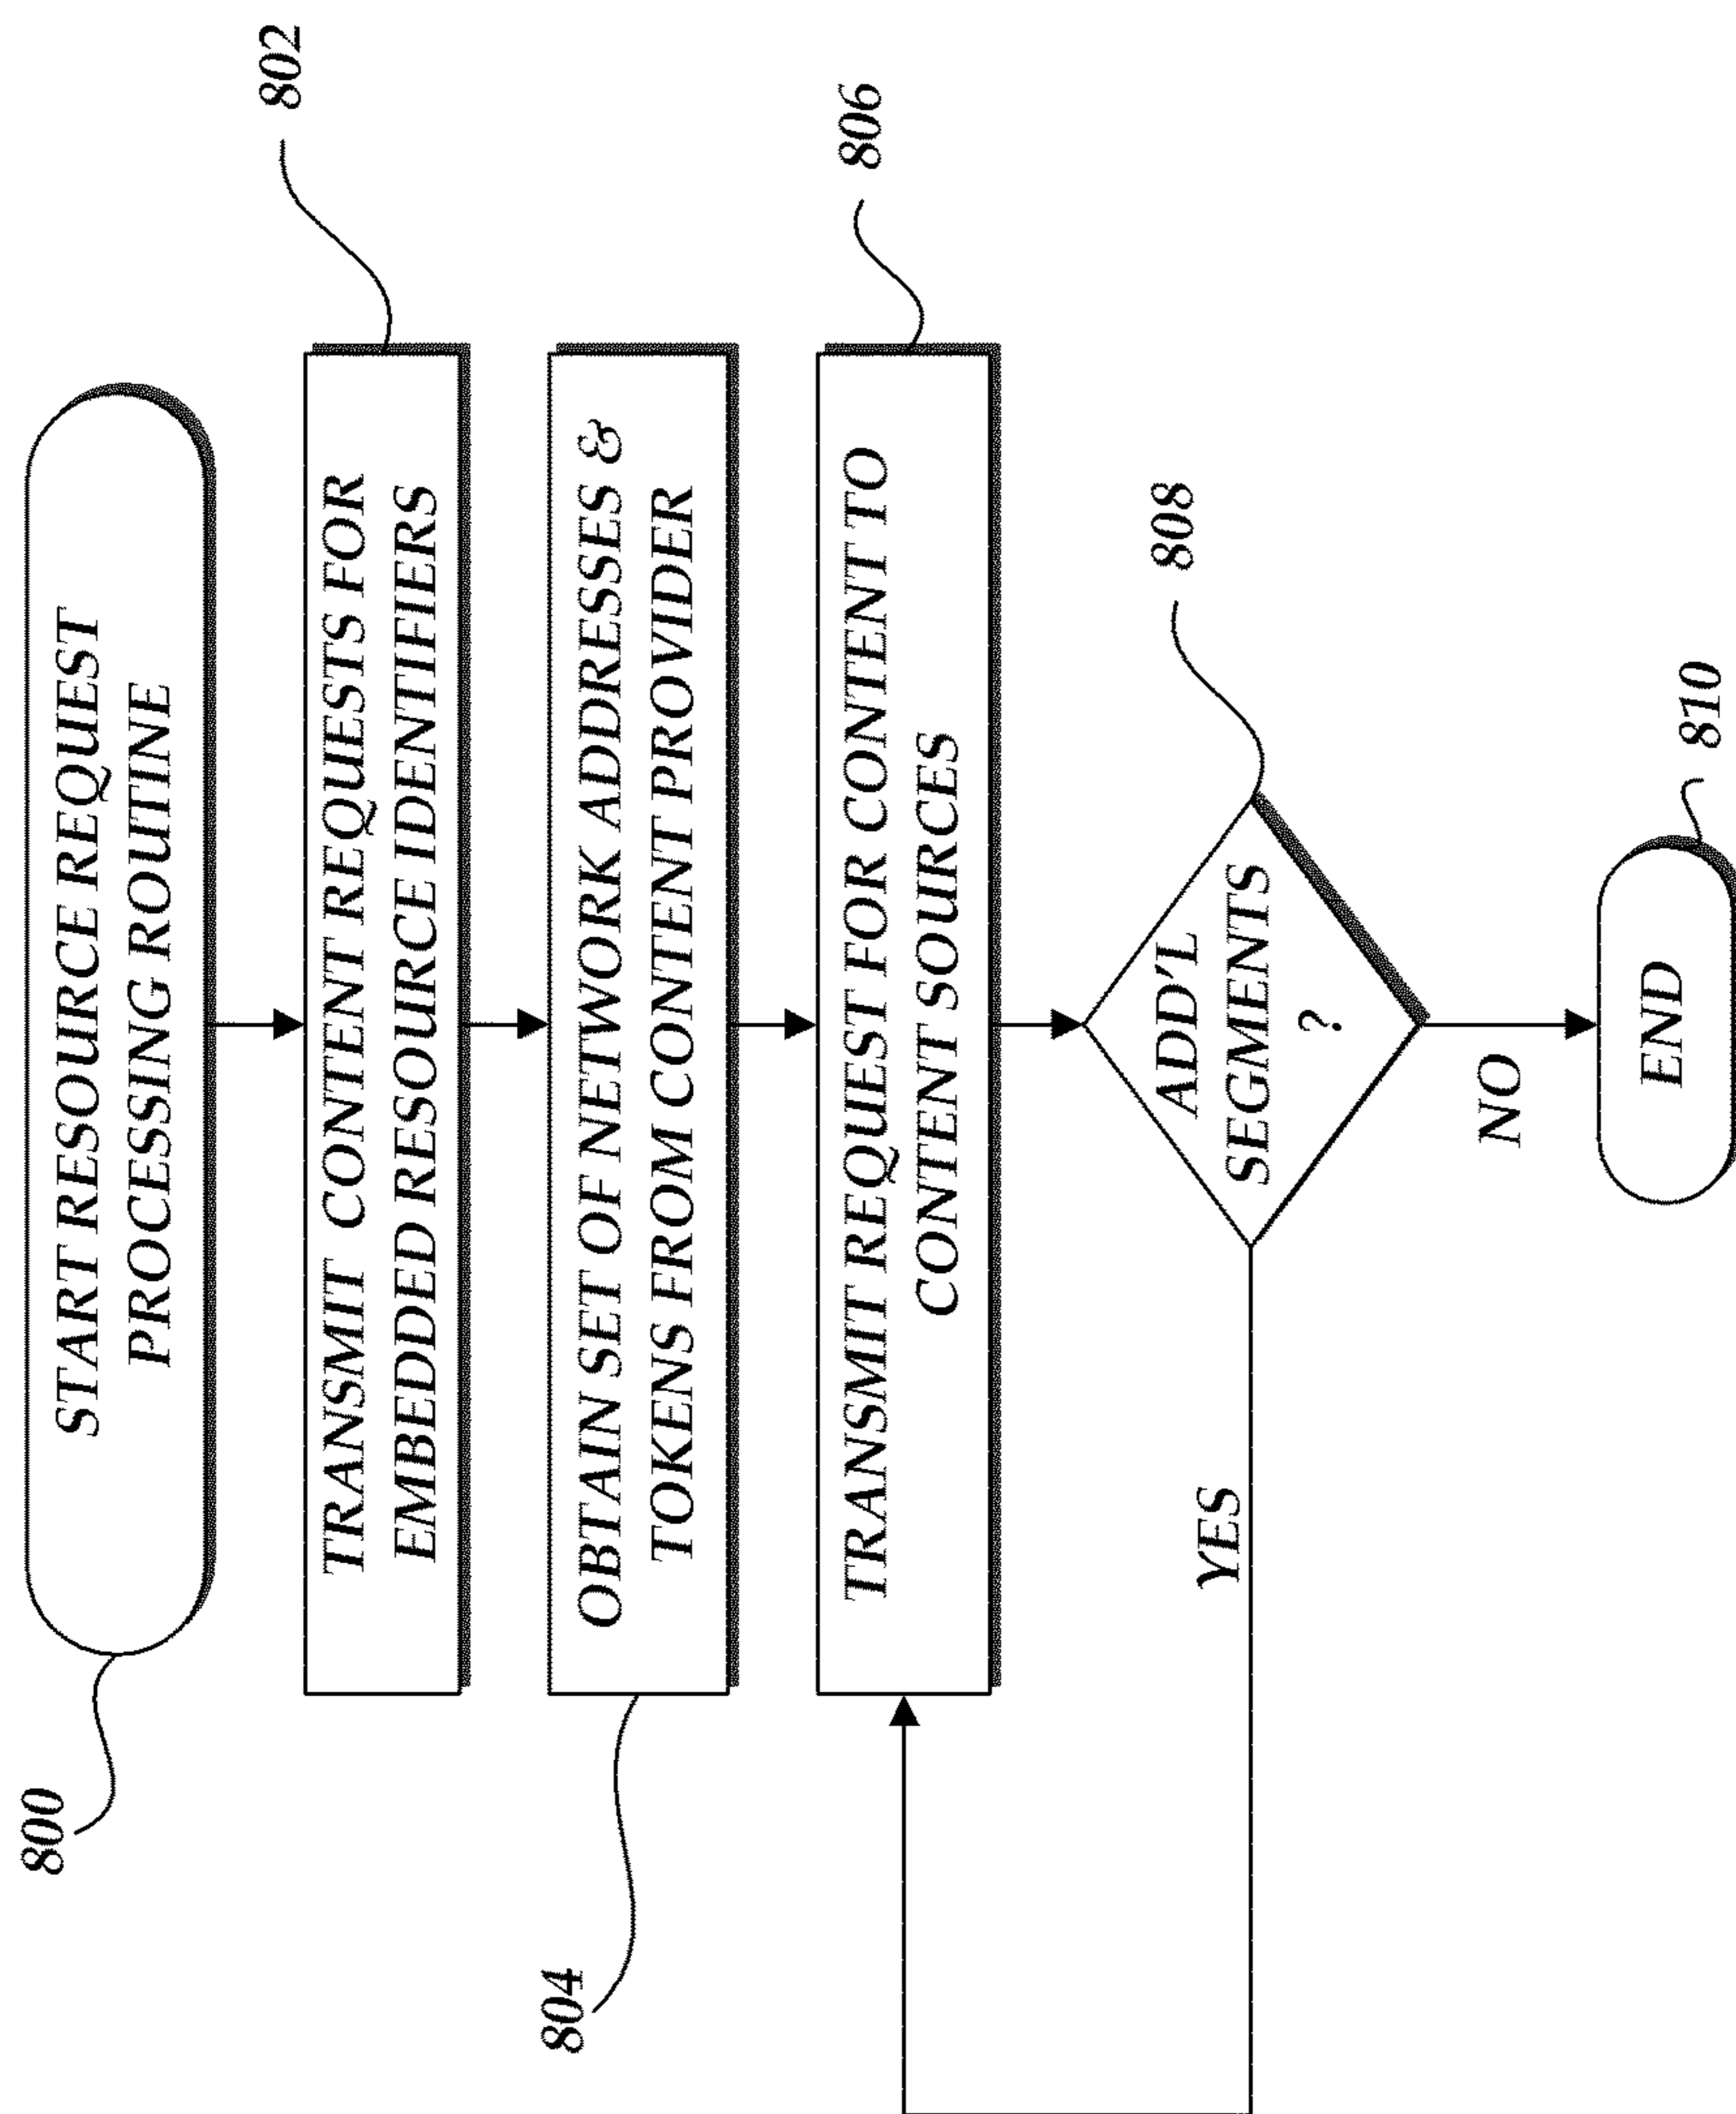 800
START RESOURCE REQUEST
PROCESSING ROUTINE
802
TRANSMIT CONTENT REQUESTS FOR
EMBEDDED RESOURCE IDENTIFIERS
804
OBTAIN SET OF NETWORK ADDRESSES &
TOKENS FROM CONTENT PROVIDER
806
TRANSMIT REQUEST FOR CONTENT TO
CONTENT SOURCES
808
ADD'L
SEGMENTS
?
YES
NO
810
END